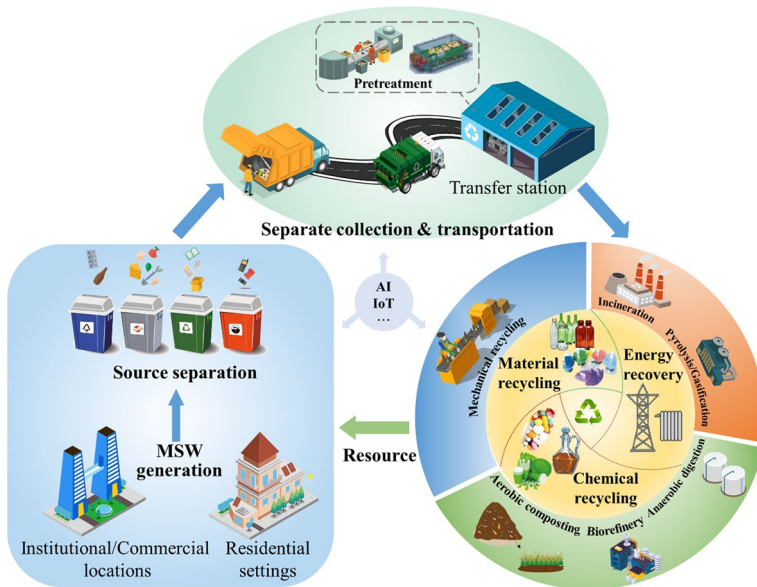 Pretreatment
Transfer station
Separate collection & transportation
AI
IoT
...
Source separation
MSW
generation
Institutional/Commercial
locations
Residential
settings
Resource
Mechanical recycling
Incineration
Pyrolysis/Gasification
Material
recycling
Energy
recovery
Chemical
recycling
Aerobic composting
Biorefinery
Anaerobic digestion